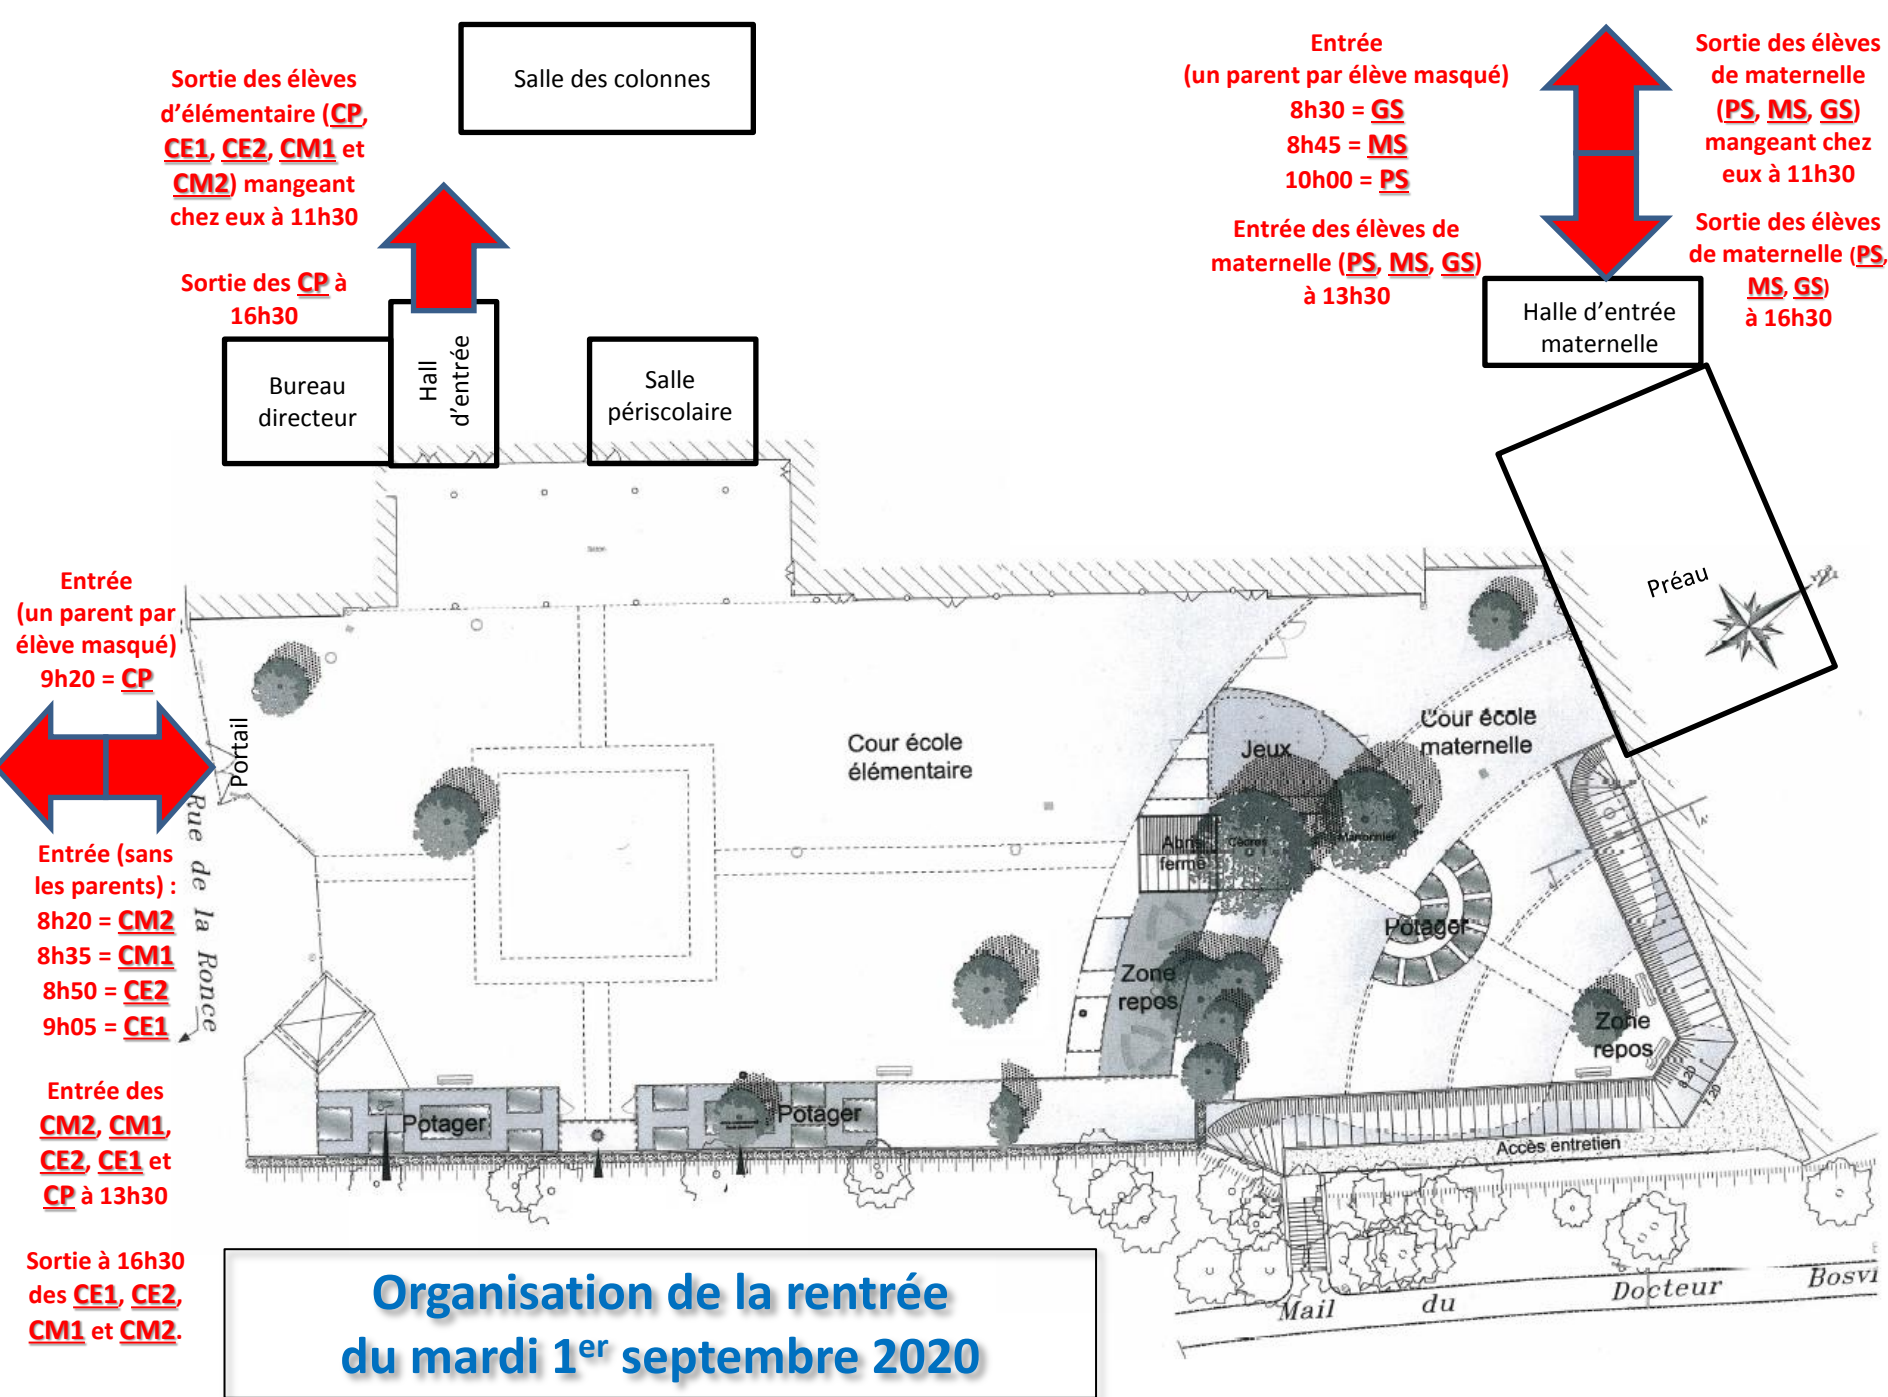 Salle des colonnes
Sortie des élèves
d’élémentaire (CP,
CE1, CE2, CM1 et
CM2) mangeant
chez eux à 11h30
Sortie des CP à
16h30
Bureau
directeur
Hall
d’entrée
Salle
périscolaire
Entrée
(un parent par élève masqué)
8h30 = GS
8h45 = MS
10h00 = PS
Entrée des élèves de
maternelle (PS, MS, GS)
à 13h30
Sortie des élèves
de maternelle
(PS, MS, GS)
mangeant chez
eux à 11h30
Sortie des élèves
de maternelle (PS,
MS, GS)
à 16h30
Halle d’entrée
maternelle
Préau
Entrée
(un parent par
élève masqué)
9h20 = CP
Portail
Rue de la Ronce
Entrée (sans
les parents) :
8h20 = CM2
8h35 = CM1
8h50 = CE2
9h05 = CE1
Entrée des
CM2, CM1,
CE2, CE1 et
CP à 13h30
Sortie à 16h30
des CE1, CE2,
CM1 et CM2.
Cour école
élémentaire
Jeux
Cour école
maternelle
Abris
fermé
Cèdres
Marronnier
Potager
Zone
repos
Zone
repos
Potager
Potager
8.20
1.20
Accès entretien
Mail du Docteur Bosvi
Organisation de la rentrée
du mardi 1er septembre 2020